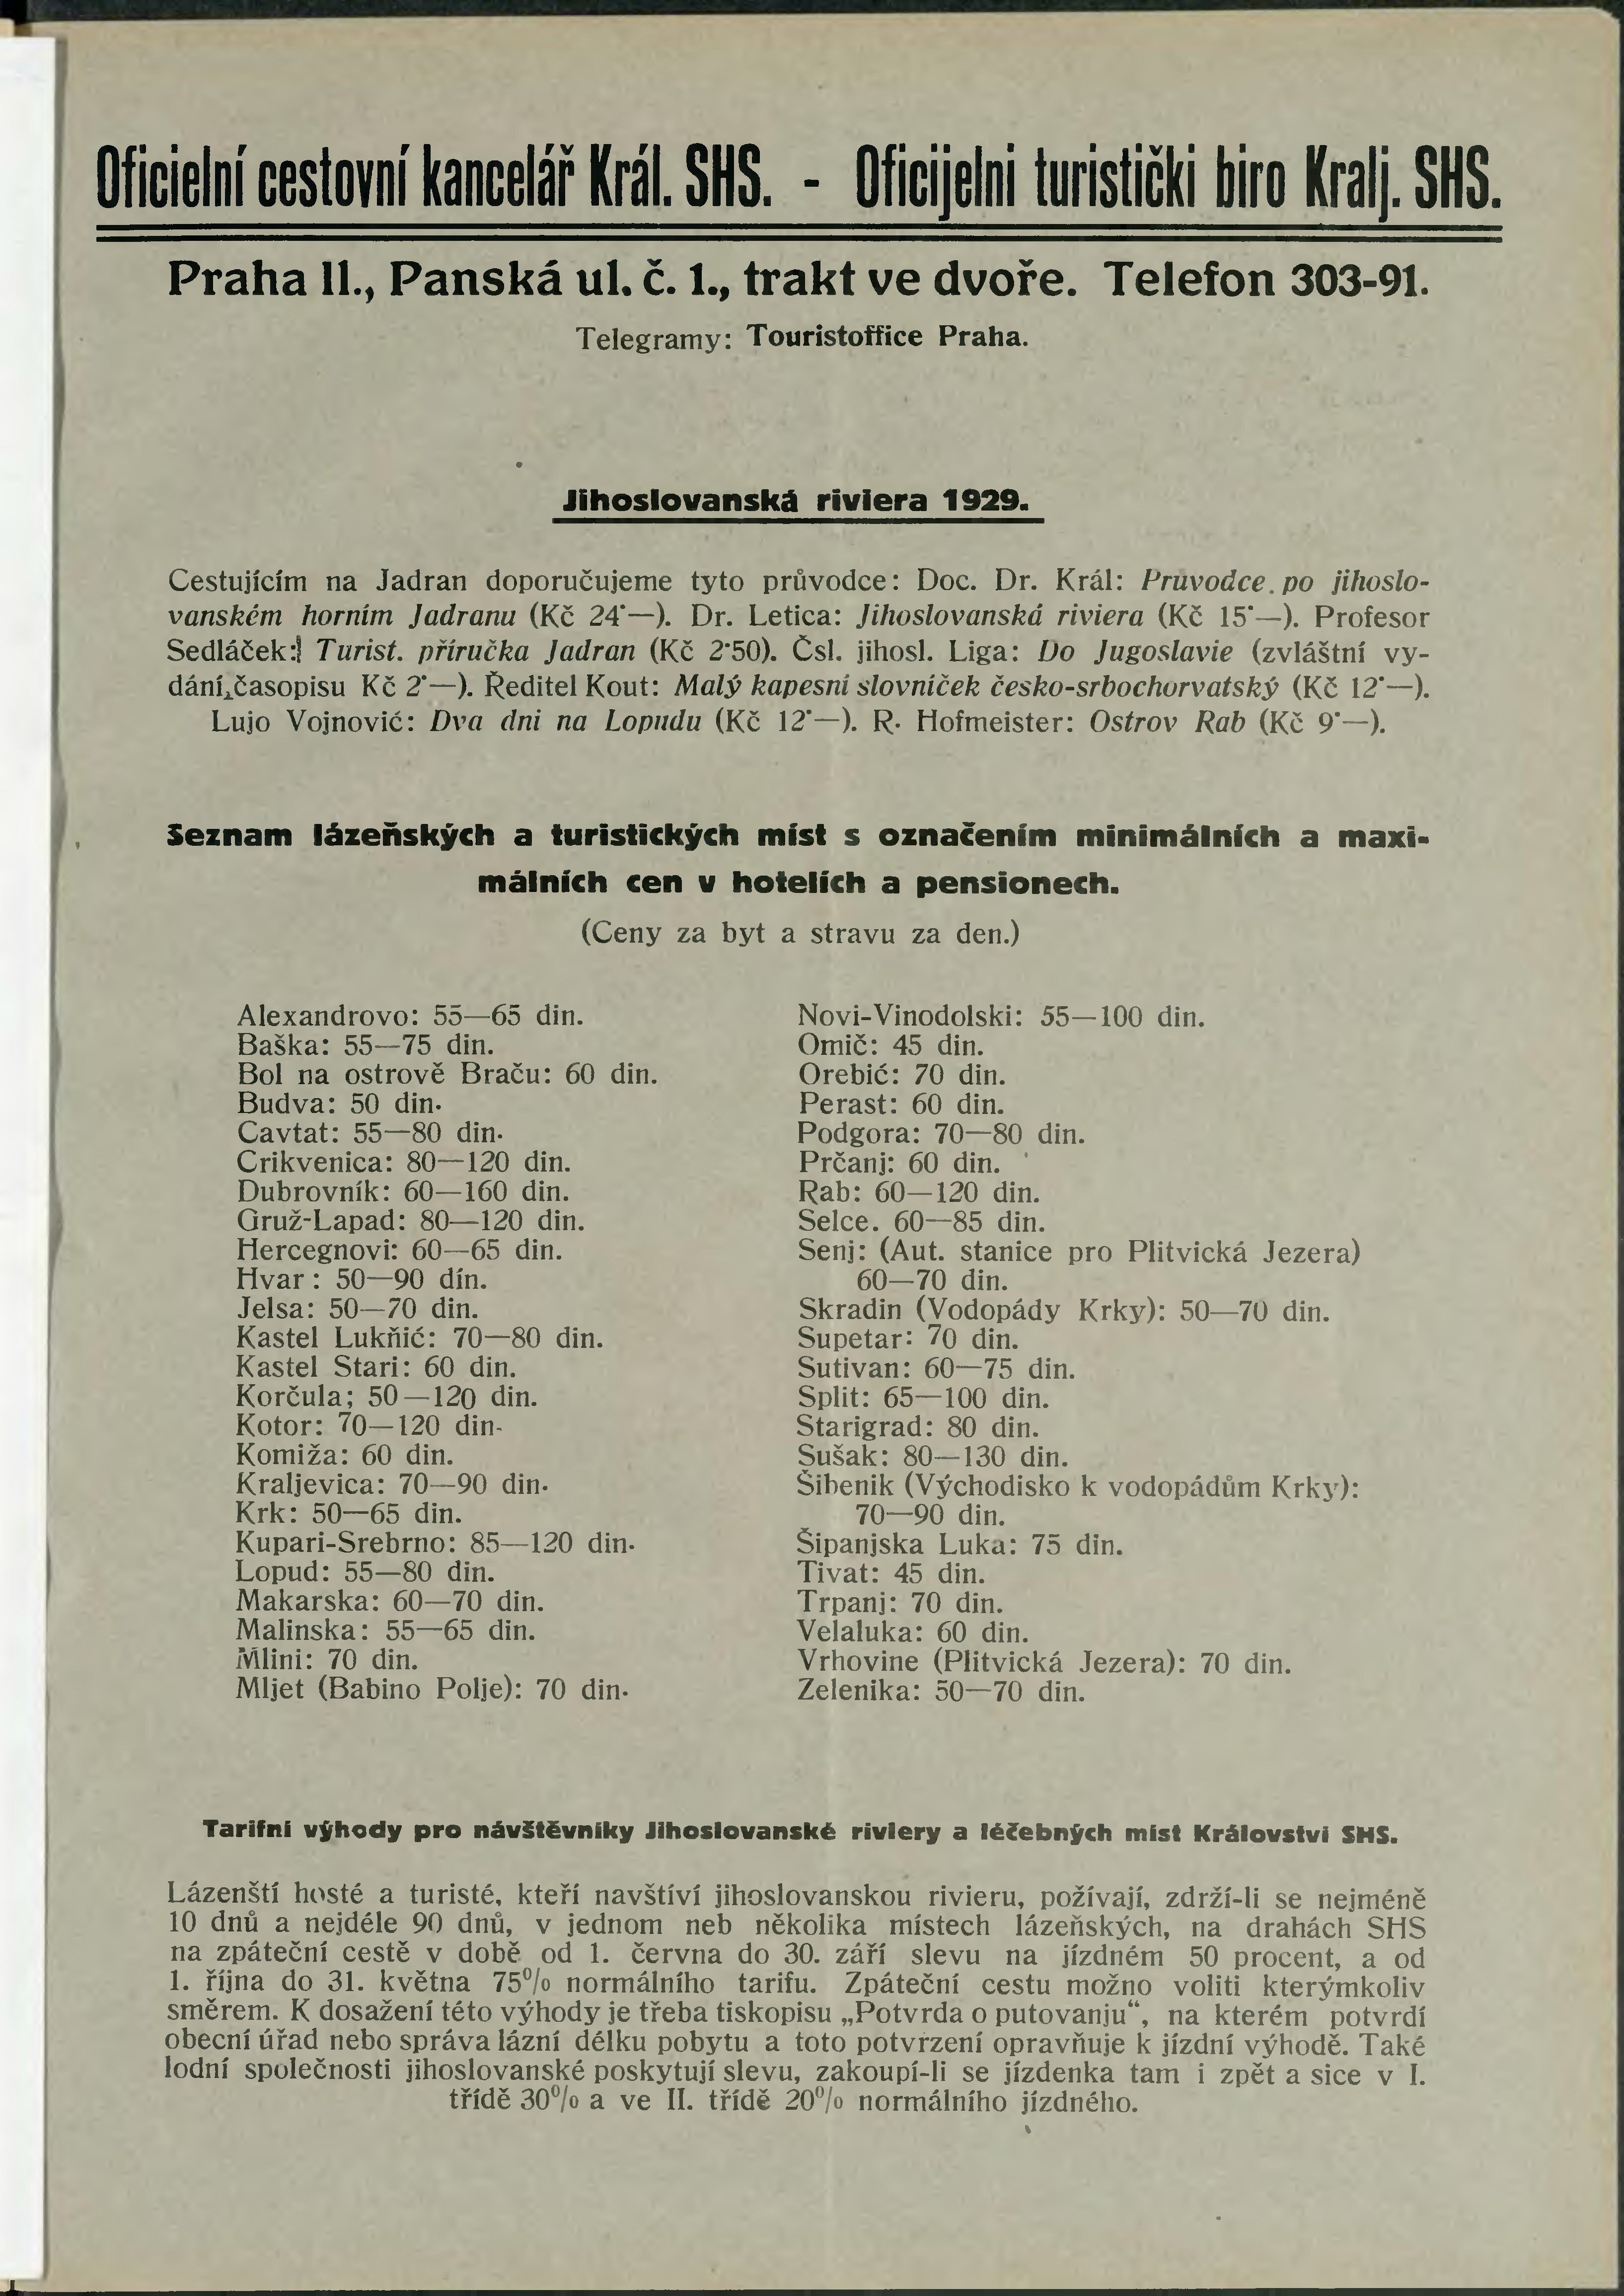 Oficielní cestovní kancelář Král. SHS. - Oficijelni turistički biro Kralj. SHS.
Praha II., Panská ul. č. 1., trakt ve dvoře. Telefon 303-91.
Telegramy: Touristoffice Praha.
Jihoslovanská riviera 1929.
Cestujícím na Jadran doporučujeme tyto průvodce: Doc. Dr. Král: Průvodce po jihoslo-
vanském horním Jadranu (Kč 24·—). Dr. Letica: Jihoslovanská riviera (Kč 15·—). Profesor
Sedláček: Turist. příručka Jadran (Kč 2·50). Čsl. jihosl. Liga: Do Jugoslavie (zvláštní vy-
dání časopisu Kč 2·—). Ředitel Kout: Malý kapesní slovníček česko-srbochorvatský (Kč 12·—).
Lujo Vojnović: Dva dni na Lopudu (Kč 12·—). R. Hofmeister: Ostrov Rab (Kč 9·—).
Seznam lázeňských a turistických míst s označením minimálních a maxi-
málních cen v hotelích a pensionech.
(Ceny za byt a stravu za den.)
Alexandrovo: 55—65 din.
Baška: 55—75 din.
Bol na ostrově Braču: 60 din.
Budva: 50 din.
Cavtat: 55—80 din.
Crikvenica: 80—120 din.
Dubrovník: 60—160 din.
Gruž-Lapad: 80—120 din.
Hercegnovi: 60—65 din.
Hvar : 50—90 dín.
Jelsa: 50—70 din.
Kastel Lukňić: 70—80 din.
Kastel Stari: 60 din.
Korčula; 50—120 din.
Kotor: 70—120 din-
Komiža: 60 din.
Kraljevica: 70—90 din.
Krk: 50—65 din.
Kupari-Srebrno: 85—120 din.
Lopud: 55—80 din.
Makarska: 60—70 din.
Malinska: 55—65 din.
Mlini: 70 din.
Mljet (Babino Polje): 70 din.
Novi-Vinodolski: 55—100 din.
Omič: 45 din.
Orebić: 70 din.
Perast: 60 din.
Podgora: 70—80 din.
Prčanj: 60 din.
Rab: 60—120 din.
Selce. 60—85 din.
Senj: (Aut. stanice pro Plitvická Jezera)
60—70 din.
Skradin (Vodopády Krky): 50—70 din.
Supetar: 70 din.
Sutivan: 60—75 din.
Split: 65—100 din.
Starigrad: 80 din.
Sušak: 80—130 din.
Šibenik (Východisko k vodopádům Krky):
70—90 din.
Šipanjska Luka: 75 din.
Tivat: 45 din.
Trpanj: 70 din.
Velaluka: 60 din.
Vrhovine (Plitvická Jezera): 70 din.
Zelenika: 50—70 din.
Tarifní výhody pro návštěvníky Jihoslovanské riviery a léčebných míst Království SHS.
Lázenští hosté a turisté, kteří navštíví jihoslovanskou rivieru, požívají, zdrží-li se nejméně
10 dnů a nejdéle 90 dnů, v jednom neb několika místech lázeňských, na drahách SHS
na zpáteční cestě v době od 1. června do 30. září slevu na jízdném 50 procent, a od
1. října do 31. května 75% normálního tarifu. Zpáteční cestu možno voliti kterýmkoliv
směrem. K dosažení této výhody je třeba tiskopisu „Potvrda o putovanju“, na kterém potvrdí
obecní úřad nebo správa lázní délku pobytu a toto potvrzení opravňuje k jízdní výhodě. Také
lodní společnosti jihoslovanské poskytují slevu, zakoupí-li se jízdenka tam i zpět a sice v I.
třídě 30% a ve II. třídě 20% normálního jízdného.